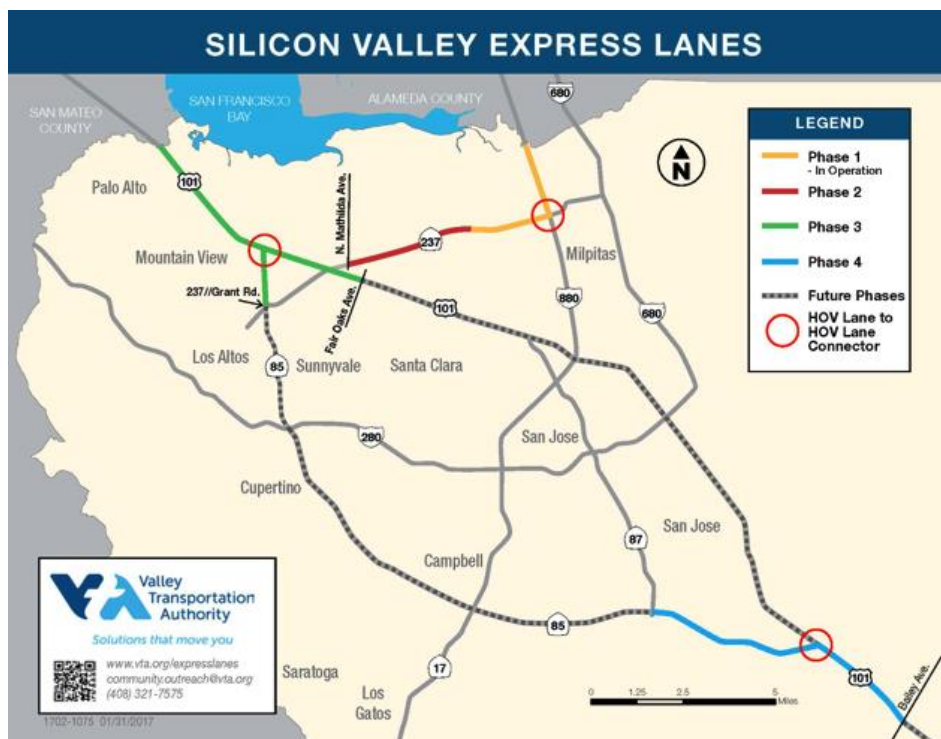 SILICON VALLEY EXPRESS LANES
SAN MATEO
COUNTY
SAN FRANCISCO
BAY
ALAMEDA COUNTY
680
LEGEND
Phase 1
- In Operation
Phase 2
Phase 3
Phase 4
Future Phases
HOV Lane to
HOV Lane
Connector
N
Palo Alto
101
N. Mathilda Ave.
237
Mountain View
Milpitas
237//Grant Rd.
Fair Oaks Ave.
101
880
680
Los Altos
85
Sunnyvale
Santa Clara
280
San Jose
Cupertino
San Jose
87
Campbell
85
Valley
Transportation
Authority
Solutions that move you
www.vta.org/expresslanes
community.outreach@vta.org
(408) 321-7575
1702-1075 01/31/2017
Saratoga
17
Los
Gatos
0 1.25 2.5 5
Miles
101
Bailey Ave.